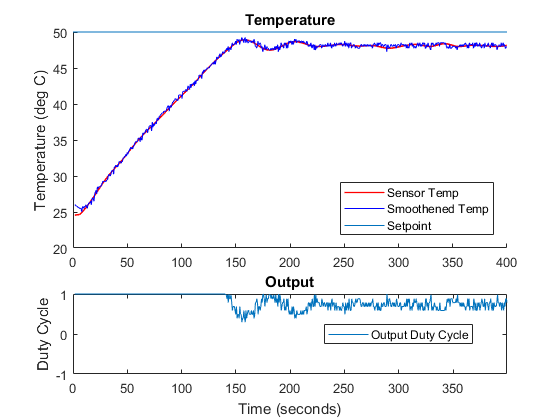 Temperature
50
45
40
35
30
25
20
Temperature (deg C)
Sensor Temp
Smoothened Temp
Setpoint
0 50 100 150 200 250 300 350 400
Output
1
0
-1
Duty Cycle
Output Duty Cycle
0 50 100 150 200 250 300 350
Time (seconds)